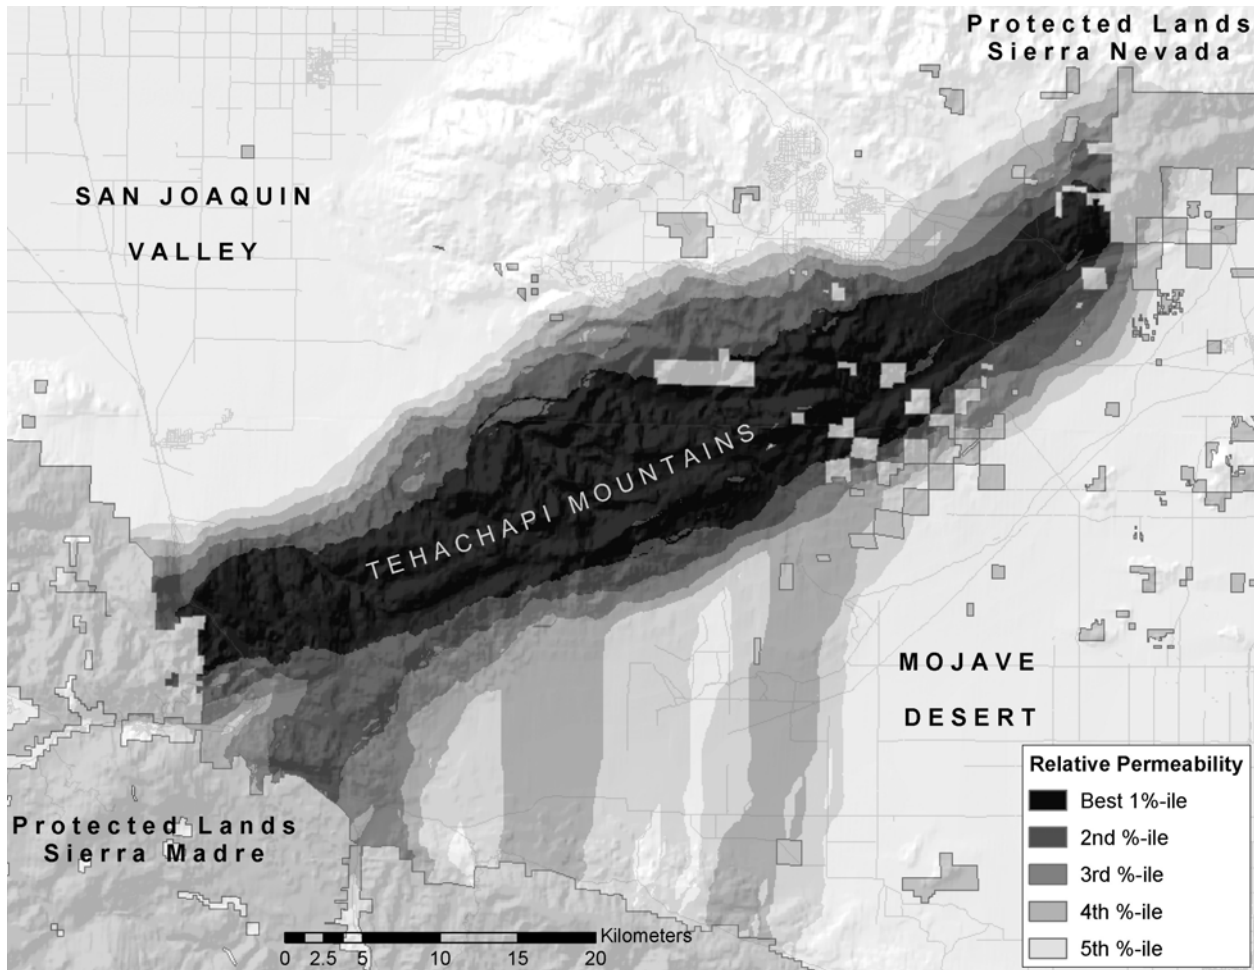 Protected Lands
Sierra Nevada
SAN JOAQUIN
VALLEY
TEHACHAPI MOUNTAINS
MOJAVE
DESERT
Protected Lands
Sierra Madre
Relative Permeability
Best 1%-ile
2nd %-ile
3rd %-ile
4th %-ile
5th %-ile
Kilometers
0 2.5 5 10 15 20